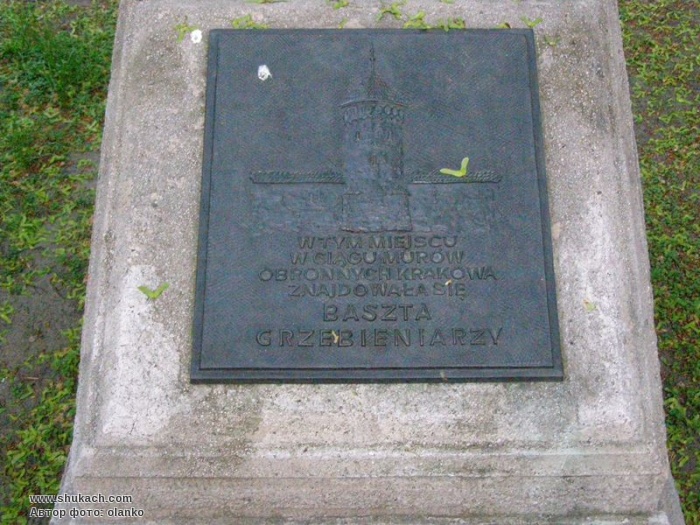 W TYM MIEJSCU
W CIĄGU MURÓW
OBRONNYCH KRAKOWA
ZNAJDOWAŁA SIĘ
BASZTA
GRZEBIENIARZY
www.shukach.com
Автор фото: olanko